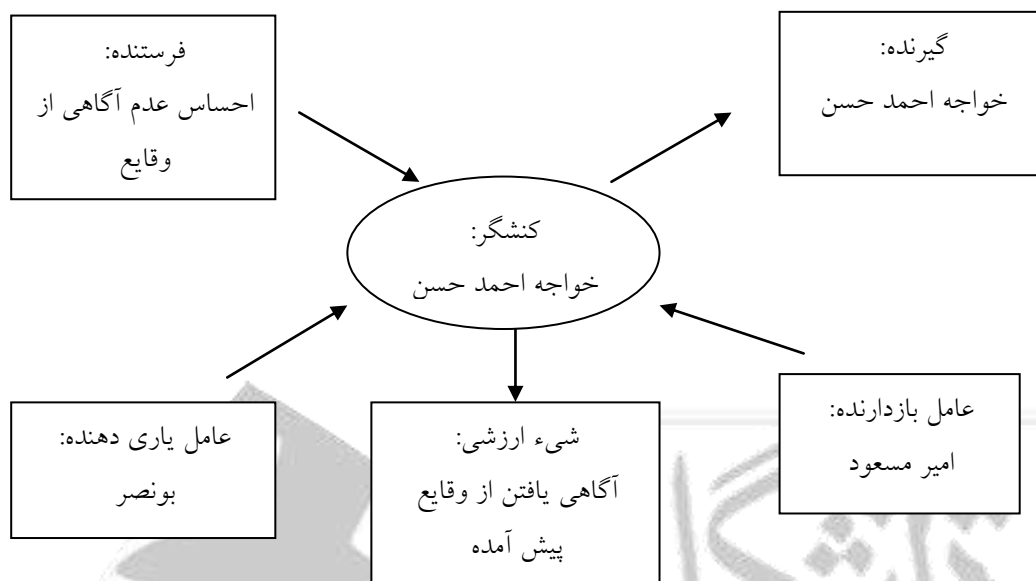 گیرنده:
خواجه احمد حسن
فرستنده:
احساس عدم آگاهی از
وقایع
کنشگر:
خواجه احمد حسن
عامل بازدارنده:
امیر مسعود
شیء ارزشی:
آگاهی یافتن از وقایع
پیش آمده
عامل یاری دهنده:
بونصر